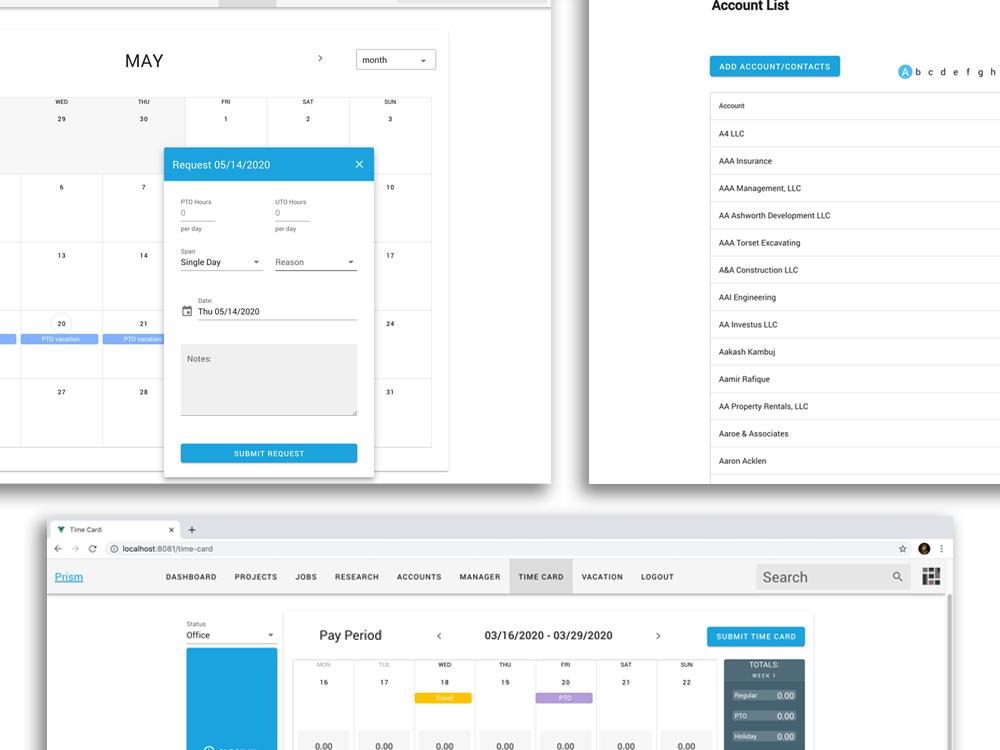 MAY
month
WED THU FRI SAT SUN
29 30 1 2 3
6 7 10
13 14 17
20 21 24
PTO vacation PTO vacation
27 28 31
Request 05/14/2020
PTO Hours UTO Hours
0 0
per day per day
Span
Single Day Reason
Date:
Thu 05/14/2020
Notes:
SUBMIT REQUEST
Account List
ADD ACCOUNT/CONTACTS
A b c d e f g h
Account
A4 LLC
AAA Insurance
AAA Management, LLC
AA Ashworth Development LLC
AAA Torset Excavating
A&A Construction LLC
AAI Engineering
AA Investus LLC
Aakash Kambuj
Aamir Rafique
AA Property Rentals, LLC
Aaroe & Associates
Aaron Acklen
Time Card
localhost:8081/time-card
Prism DASHBOARD PROJECTS JOBS RESEARCH ACCOUNTS MANAGER TIME CARD VACATION LOGOUT Search
Status
Office
Pay Period 03/16/2020 - 03/29/2020 SUBMIT TIME CARD
MON TUE WED THU FRI SAT SUN
16 17 18 19 20 21 22
Travel PTO
0.00 0.00 0.00 0.00 0.00 0.00 0.00
TOTALS:
WEEK 1
Regular 0.00
PTO 0.00
Holiday 0.00